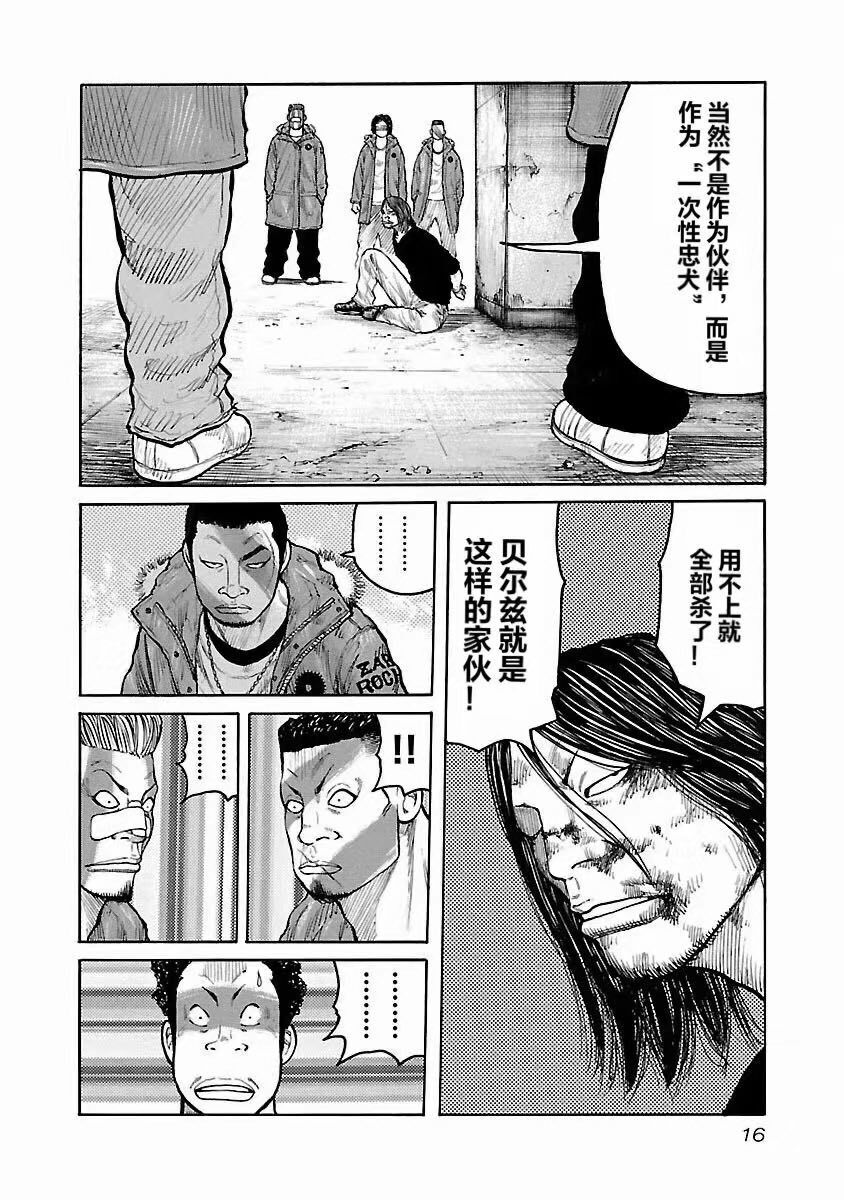 当然不是作为伙伴，而是
作为“一次性忠犬”
用不上就
全部杀了！
贝尔兹就是
这样的家伙！
………
………
ROCK
!!
………
………
………
………
16